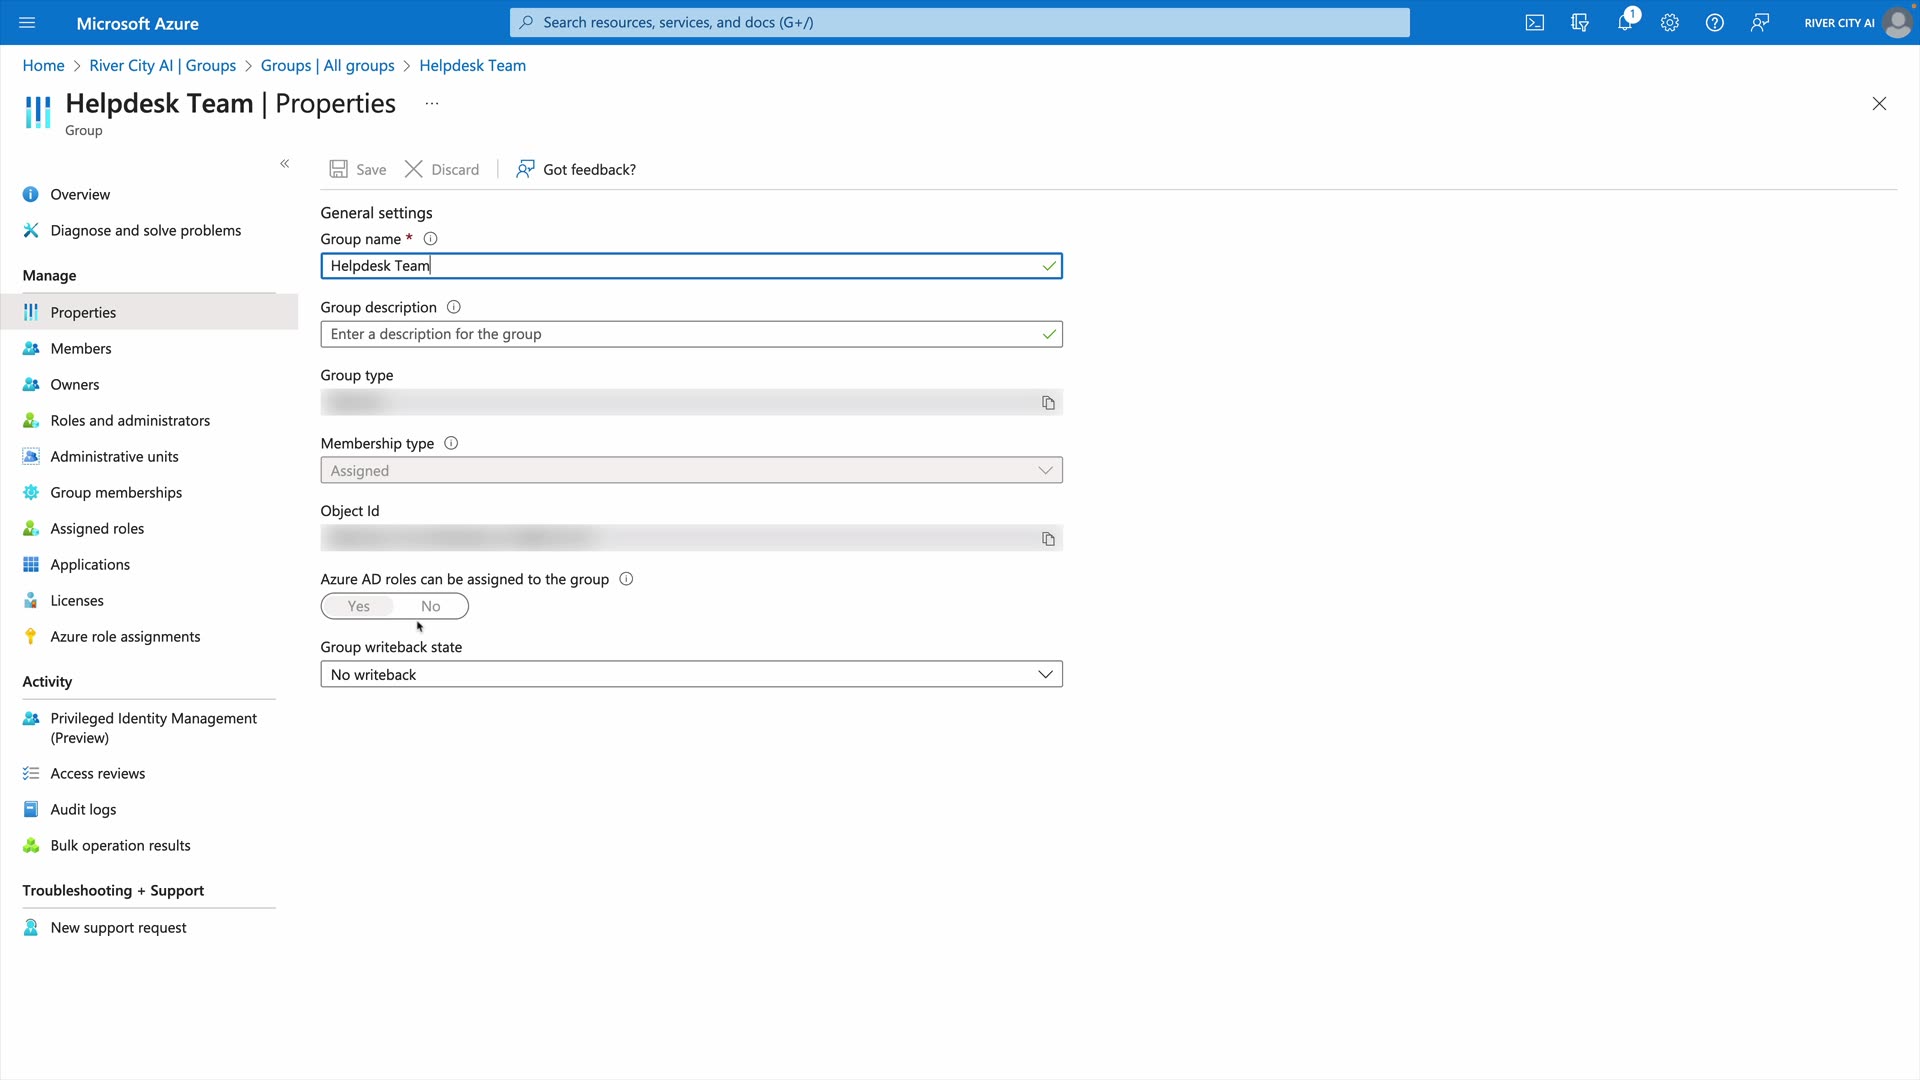 Microsoft Azure
Search resources, services, and docs (G+/)
1
RIVER CITY AI
Home > River City AI | Groups > Groups | All groups > Helpdesk Team
Helpdesk Team | Properties ...
Group
Save Discard Got feedback?
Overview
Diagnose and solve problems
Manage
Properties
Members
Owners
Roles and administrators
Administrative units
Group memberships
Assigned roles
Applications
Licenses
Azure role assignments
Activity
Privileged Identity Management
(Preview)
Access reviews
Audit logs
Bulk operation results
Troubleshooting + Support
New support request
General settings
Group name *
Helpdesk Team
Group description
Enter a description for the group
Group type
Membership type
Assigned
Object Id
Azure AD roles can be assigned to the group
Yes No
Group writeback state
No writeback